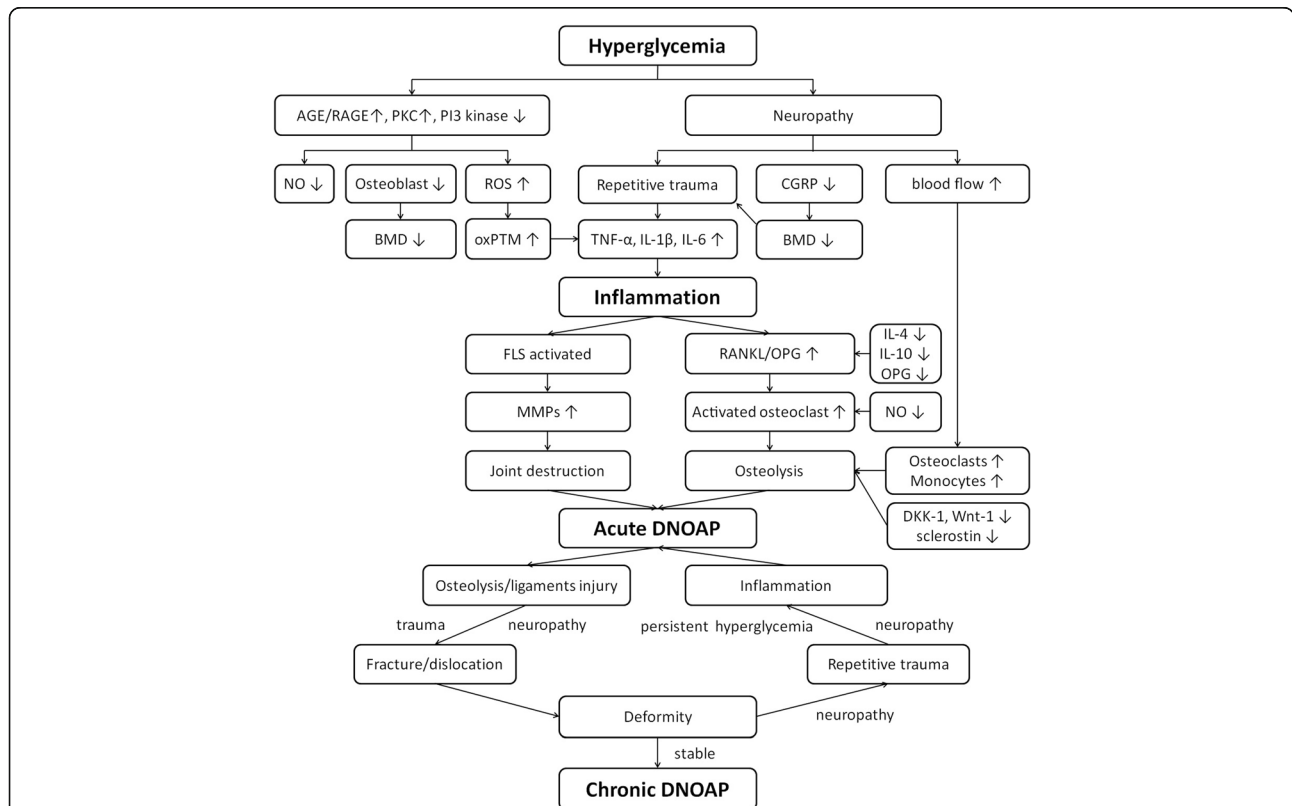 Hyperglycemia
AGE/RAGE↑, PKC↑, PI3 kinase ↓
Neuropathy
NO ↓
Osteoblast ↓
ROS ↑
Repetitive trauma
CGRP ↓
blood flow ↑
BMD ↓
oxPTM ↑
TNF-α, IL-1β, IL-6 ↑
BMD ↓
Inflammation
FLS activated
RANKL/OPG ↑
IL-4 ↓
IL-10 ↓
OPG ↓
MMPs ↑
Activated osteoclast ↑
NO ↓
Joint destruction
Osteolysis
Osteoclasts ↑
Monocytes ↑
DKK-1, Wnt-1 ↓
sclerostin ↓
Acute DNOAP
Osteolysis/ligaments injury
Inflammation
trauma
neuropathy
persistent hyperglycemia
neuropathy
Fracture/dislocation
Repetitive trauma
Deformity
neuropathy
stable
Chronic DNOAP